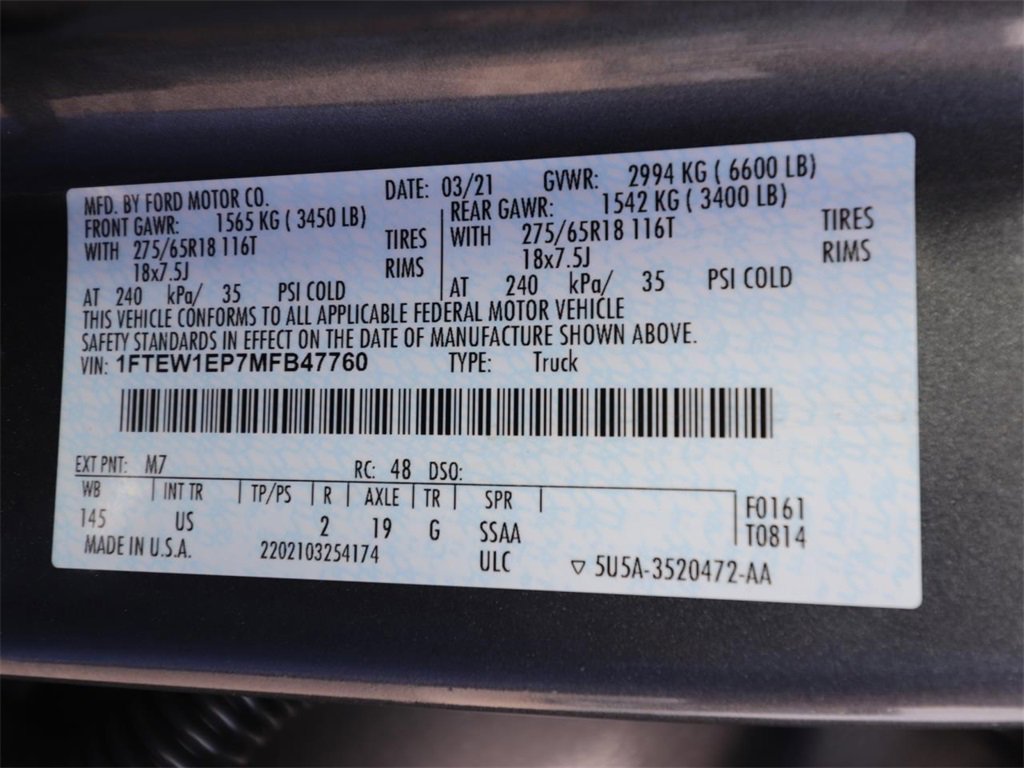 MFD. BY FORD MOTOR CO. DATE: 03/21 GVWR: 2994 KG ( 6600 LB)
FRONT GAWR: 1565 KG ( 3450 LB) REAR GAWR: 1542 KG ( 3400 LB)
WITH 275/65R18 116T TIRES WITH 275/65R18 116T TIRES
18x7.5J RIMS 18x7.5J RIMS
AT 240 kPa/ 35 PSI COLD AT 240 kPa/ 35 PSI COLD
THIS VEHICLE CONFORMS TO ALL APPLICABLE FEDERAL MOTOR VEHICLE
SAFETY STANDARDS IN EFFECT ON THE DATE OF MANUFACTURE SHOWN ABOVE.
VIN: 1FTEW1EP7MFB47760 TYPE: Truck
EXT PNT: M7 RC: 48 DSO:
WB INT TR TP/PS R AXLE TR SPR F0161
145 US 2 19 G SSAA T0814
MADE IN U.S.A. 2202103254174 ULC ▽ 5U5A-3520472-AA